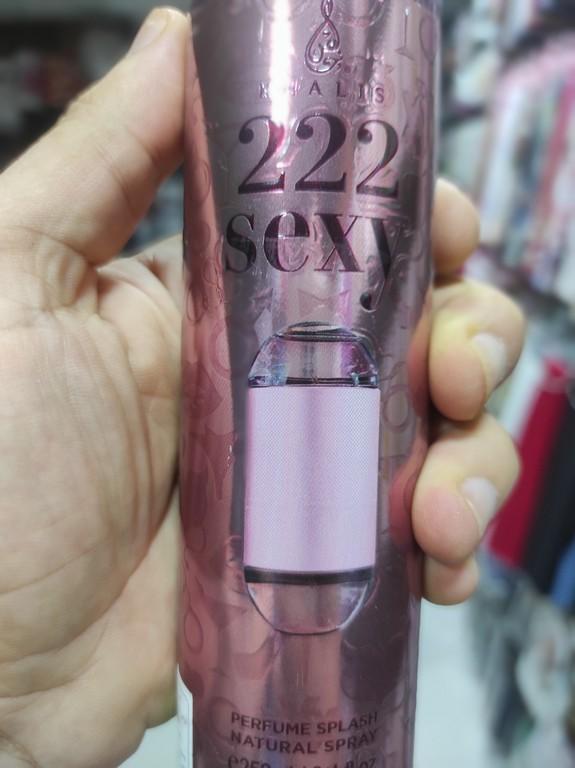 KHALIS
222
sexy
PERFUME SPLASH
NATURAL SPRAY